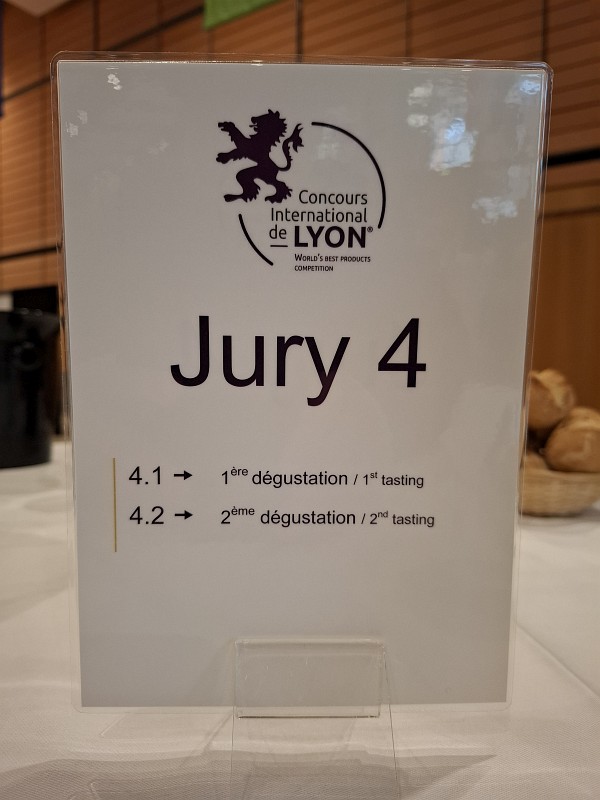 Concours
International
de LYON®
WORLD'S BEST PRODUCTS
COMPETITION
Jury 4
4.1 → 1ère dégustation / 1st tasting
4.2 → 2ème dégustation / 2nd tasting